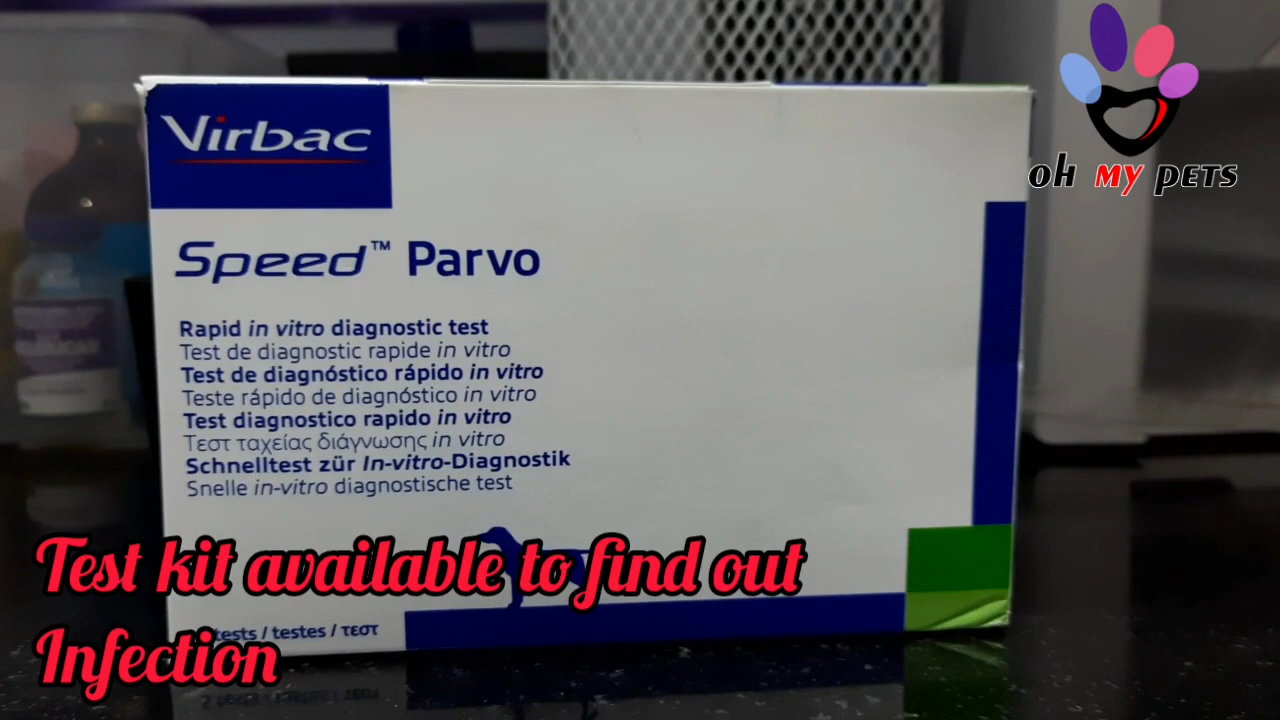 Virbac
oh my pets
Speed™ Parvo
Rapid in vitro diagnostic test
Test de diagnostic rapide in vitro
Test de diagnóstico rápido in vitro
Teste rápido de diagnóstico in vitro
Test diagnostico rapido in vitro
Τεστ ταχείας διάγνωσης in vitro
Schnelltest zür In-vitro-Diagnostik
Snelle in-vitro diagnostische test
Test kit available to find out
tests / testes / τεστ
Infection